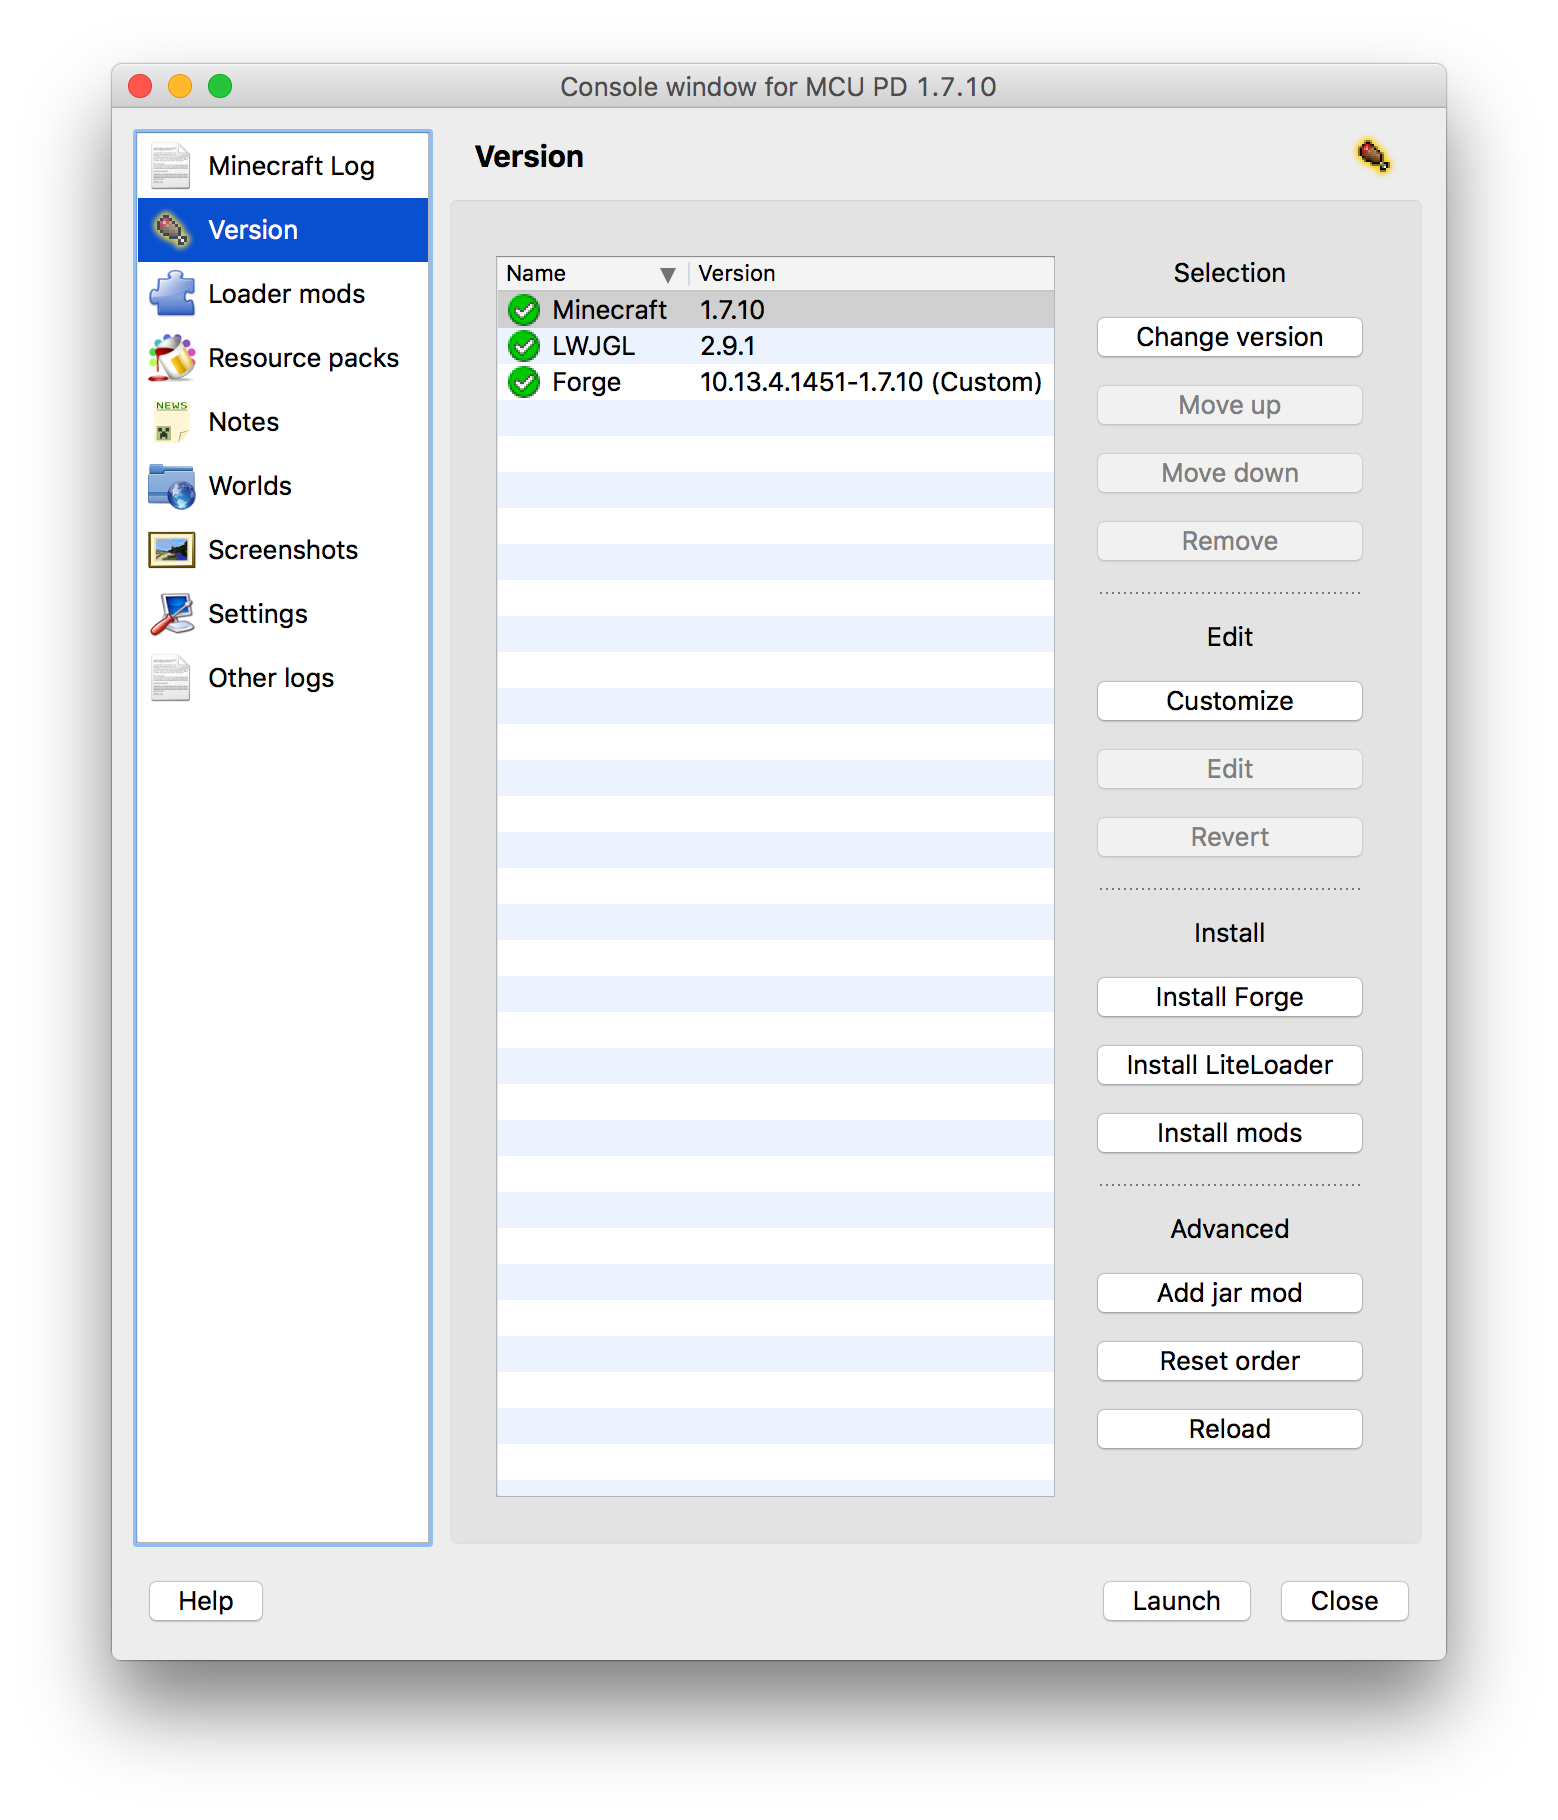 Console window for MCU PD 1.7.10
Minecraft Log
Version
Loader mods
Resource packs
NEWS
Notes
Worlds
Screenshots
Settings
Other logs
Version
Name Version
Minecraft 1.7.10
LWJGL 2.9.1
Forge 10.13.4.1451-1.7.10 (Custom)
Selection
Change version
Move up
Move down
Remove
Edit
Customize
Edit
Revert
Install
Install Forge
Install LiteLoader
Install mods
Advanced
Add jar mod
Reset order
Reload
Help
Launch
Close